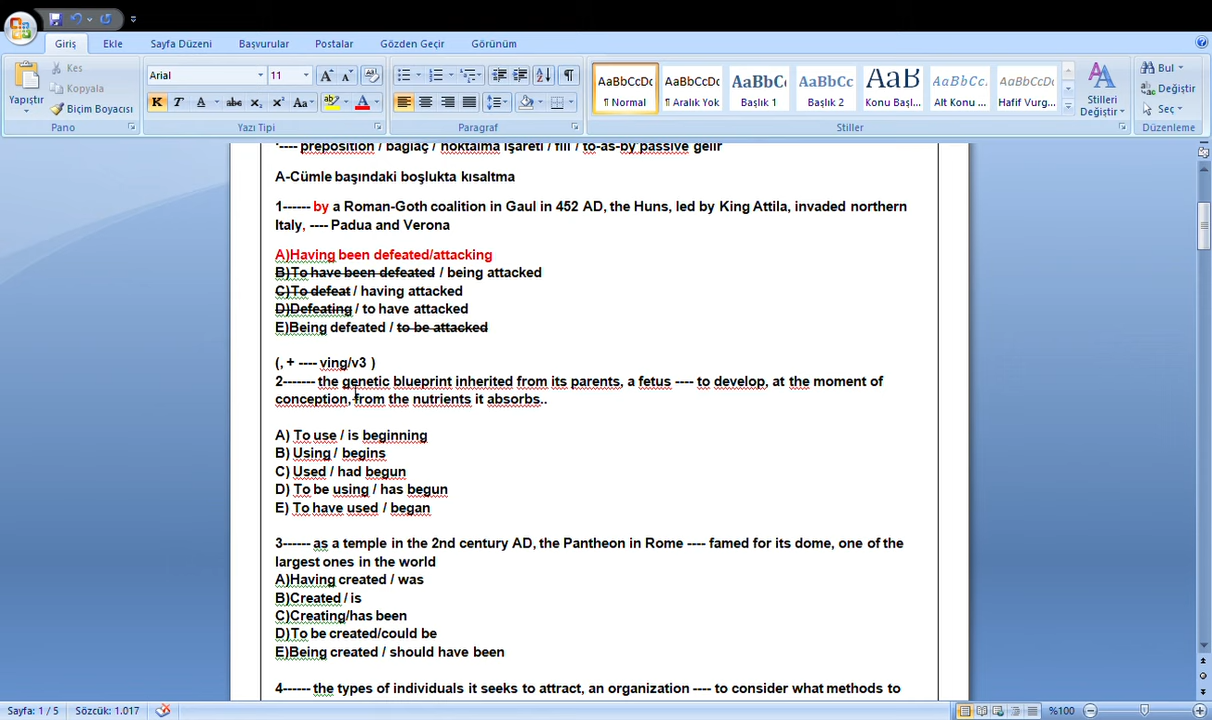 Giriş Ekle Sayfa Düzeni Başvurular Postalar Gözden Geçir Görünüm
Yapıştır
Kes
Kopyala
Biçim Boyacısı
Pano
Arial 11
K T A abe x₂ x² Aa
Yazı Tipi
Paragraf
AaBbCcDc AaBbCcDc AaBbCc AaBbCc AaB AaBbCc. AaBbCcDc
¶ Normal ¶ Aralık Yok Başlık 1 Başlık 2 Konu Başl... Alt Konu ... Hafif Vurg...
Stilleri
Değiştir
Stiller
Bul
Değiştir
Seç
Düzenleme
'---- preposition / bağlaç / noktalma işareti / fiil / to-as-by passive gelir
A-Cümle başındaki boşlukta kısaltma
1------ by a Roman-Goth coalition in Gaul in 452 AD, the Huns, led by King Attila, invaded northern
Italy, ---- Padua and Verona
A)Having been defeated/attacking
B)To have been defeated / being attacked
C)To defeat / having attacked
D)Defeating / to have attacked
E)Being defeated / to be attacked
(, + ---- ving/v3 )
2------- the genetic blueprint inherited from its parents, a fetus ---- to develop, at the moment of
conception, from the nutrients it absorbs..
A) To use / is beginning
B) Using / begins
C) Used / had begun
D) To be using / has begun
E) To have used / began
3------ as a temple in the 2nd century AD, the Pantheon in Rome ---- famed for its dome, one of the
largest ones in the world
A)Having created / was
B)Created / is
C)Creating/has been
D)To be created/could be
E)Being created / should have been
4------ the types of individuals it seeks to attract, an organization ---- to consider what methods to
Sayfa: 1 / 5 Sözcük: 1.017 %100